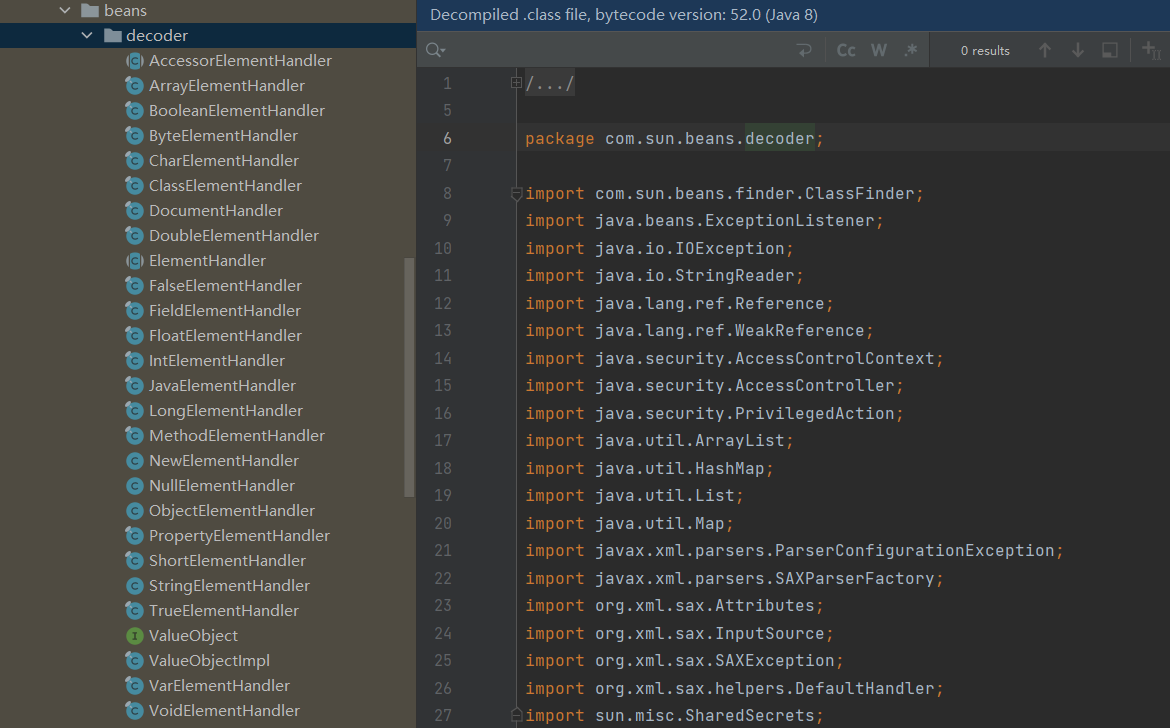 beans
decoder
AccessorElementHandler
ArrayElementHandler
BooleanElementHandler
ByteElementHandler
CharElementHandler
ClassElementHandler
DocumentHandler
DoubleElementHandler
ElementHandler
FalseElementHandler
FieldElementHandler
FloatElementHandler
IntElementHandler
JavaElementHandler
LongElementHandler
MethodElementHandler
NewElementHandler
NullElementHandler
ObjectElementHandler
PropertyElementHandler
ShortElementHandler
StringElementHandler
TrueElementHandler
ValueObject
ValueObjectImpl
VarElementHandler
VoidElementHandler
Decompiled .class file, bytecode version: 52.0 (Java 8)
Cc W .* 0 results
1 /.../
5
6 package com.sun.beans.decoder;
7
8 import com.sun.beans.finder.ClassFinder;
9 import java.beans.ExceptionListener;
10 import java.io.IOException;
11 import java.io.StringReader;
12 import java.lang.ref.Reference;
13 import java.lang.ref.WeakReference;
14 import java.security.AccessControlContext;
15 import java.security.AccessController;
16 import java.security.PrivilegedAction;
17 import java.util.ArrayList;
18 import java.util.HashMap;
19 import java.util.List;
20 import java.util.Map;
21 import javax.xml.parsers.ParserConfigurationException;
22 import javax.xml.parsers.SAXParserFactory;
23 import org.xml.sax.Attributes;
24 import org.xml.sax.InputSource;
25 import org.xml.sax.SAXException;
26 import org.xml.sax.helpers.DefaultHandler;
27 import sun.misc.SharedSecrets;